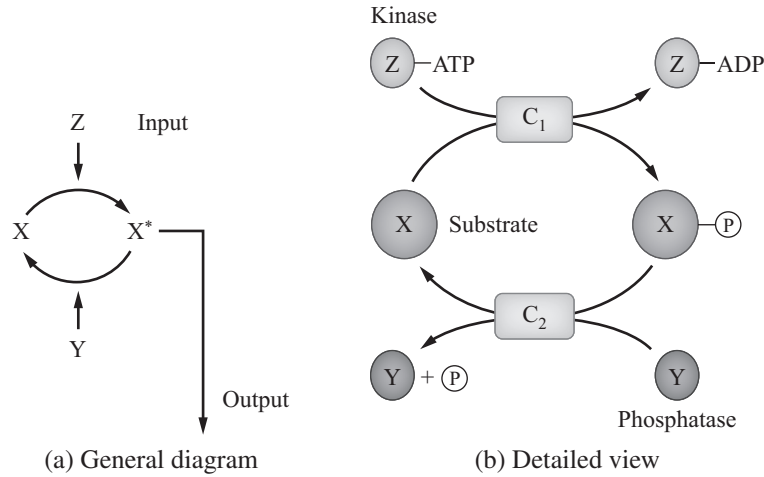 Kinase
Z ATP
Z ADP
C1
Z Input
X X*
X Substrate
X P
C2
Y
Y + P
Y
Output
Phosphatase
(a) General diagram
(b) Detailed view